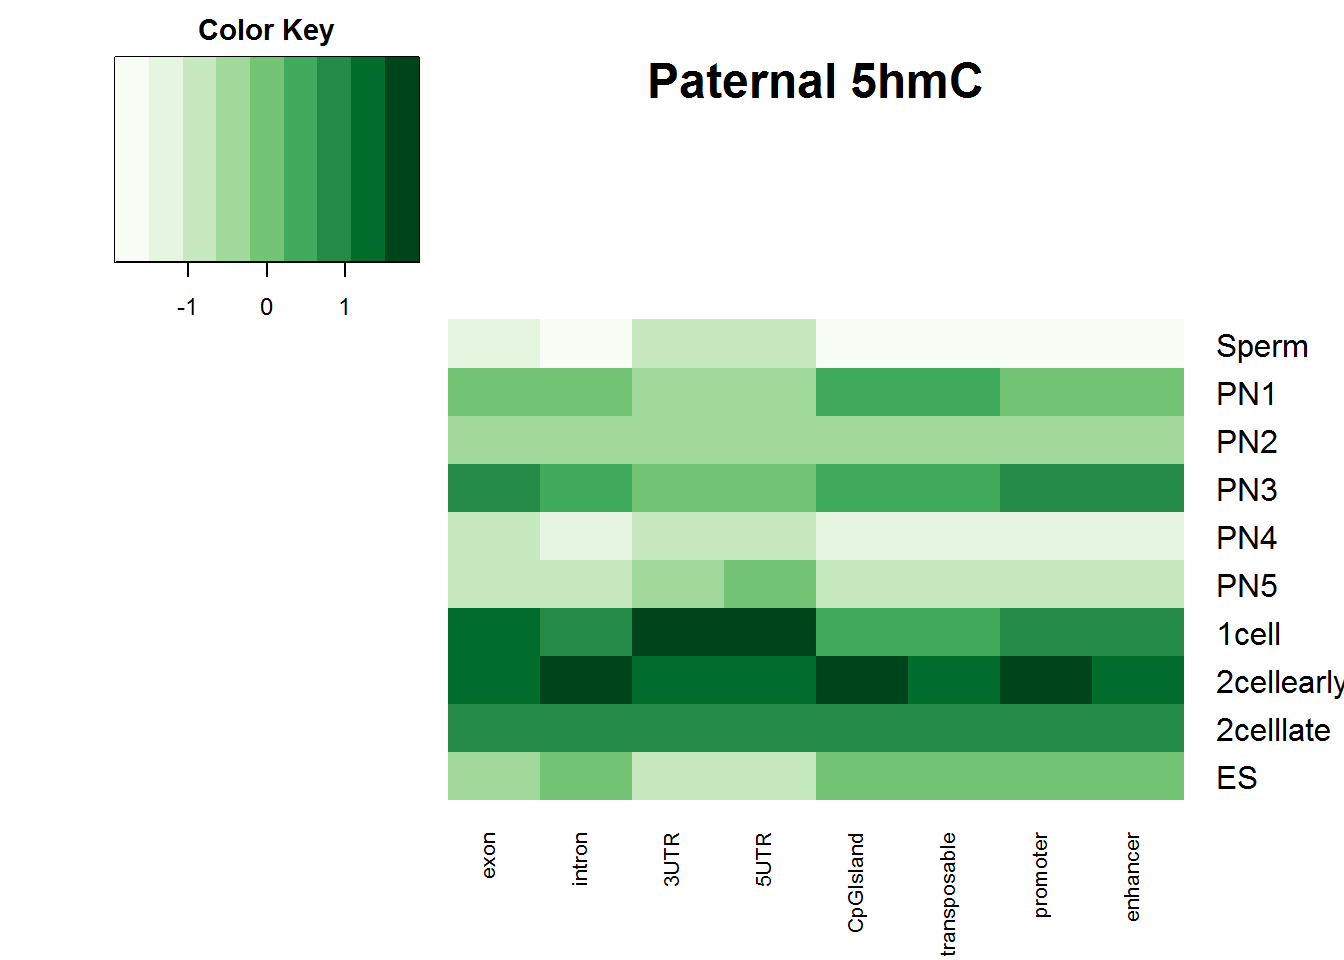 Color Key
Paternal 5hmC
-1 0 1
Sperm
PN1
PN2
PN3
PN4
PN5
1cell
2cellearly
2celllate
ES
exon
intron
3UTR
5UTR
CpGIsland
transposable
promoter
enhancer